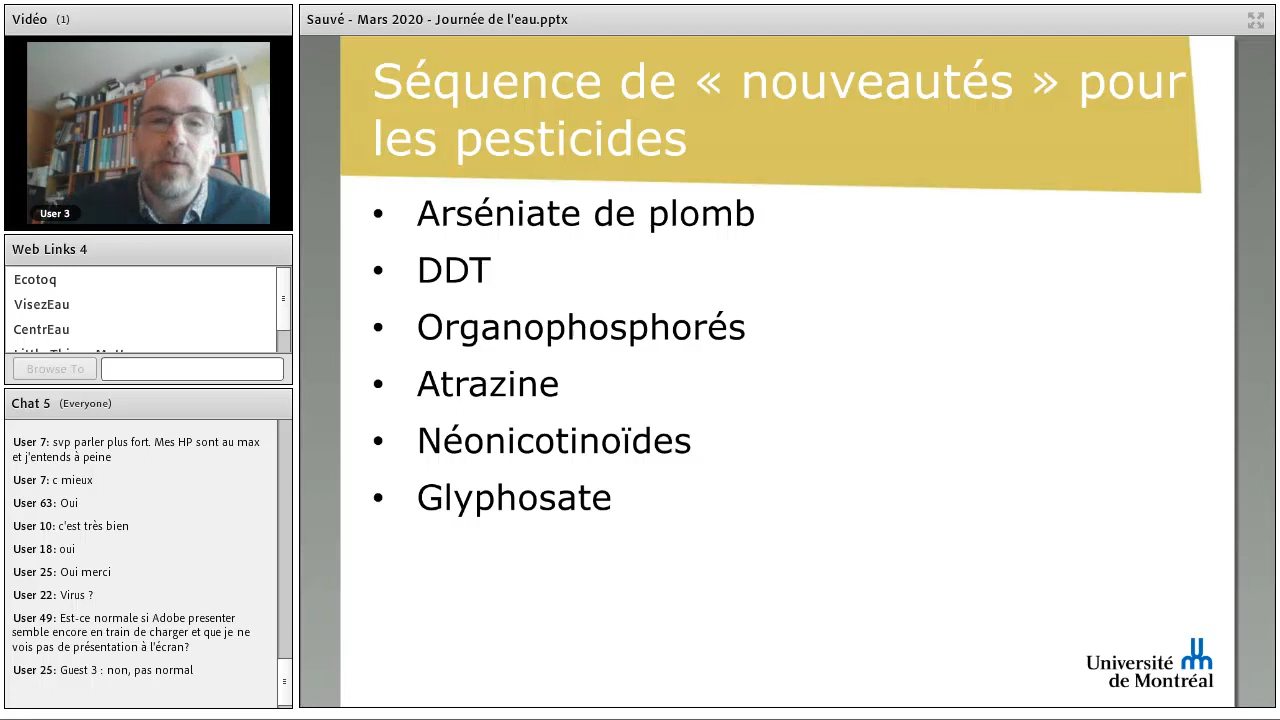 Vidéo (1)
User 3
Web Links 4
Ecotoq
VisezEau
CentrEau
Browse To
Chat 5 (Everyone)
User 7: svp parler plus fort. Mes HP sont au max
et j'entends à peine
User 7: c mieux
User 63: Oui
User 10: c'est très bien
User 18: oui
User 25: Oui merci
User 22: Virus ?
User 49: Est-ce normale si Adobe presenter
semble encore en train de charger et que je ne
vois pas de présentation à l'écran?
User 25: Guest 3 : non, pas normal
Sauvé - Mars 2020 - Journée de l'eau.pptx
Séquence de « nouveautés » pour
les pesticides
• Arséniate de plomb
• DDT
• Organophosphorés
• Atrazine
• Néonicotinoïdes
• Glyphosate
Université
de Montréal